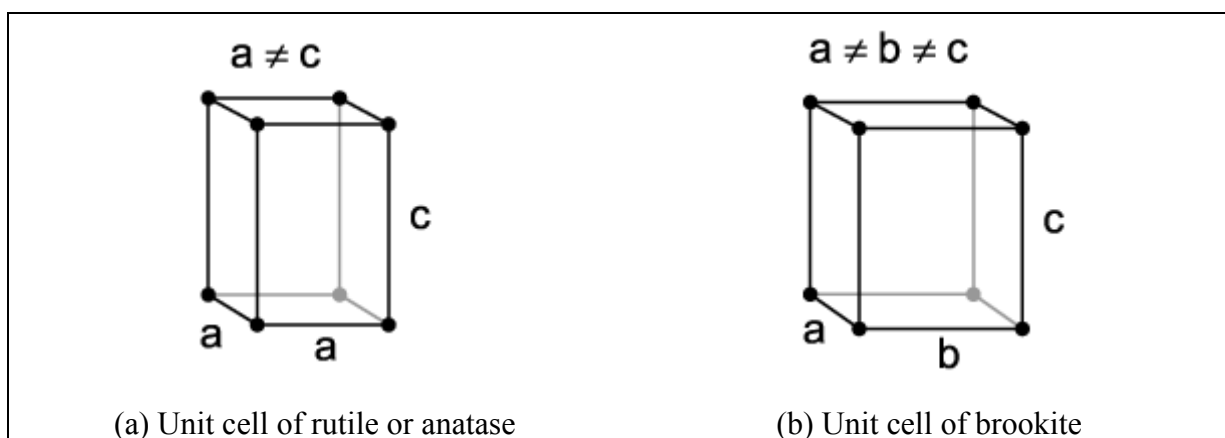 a ≠ c
c
a
a
(a) Unit cell of rutile or anatase
a ≠ b ≠ c
c
a
b
(b) Unit cell of brookite